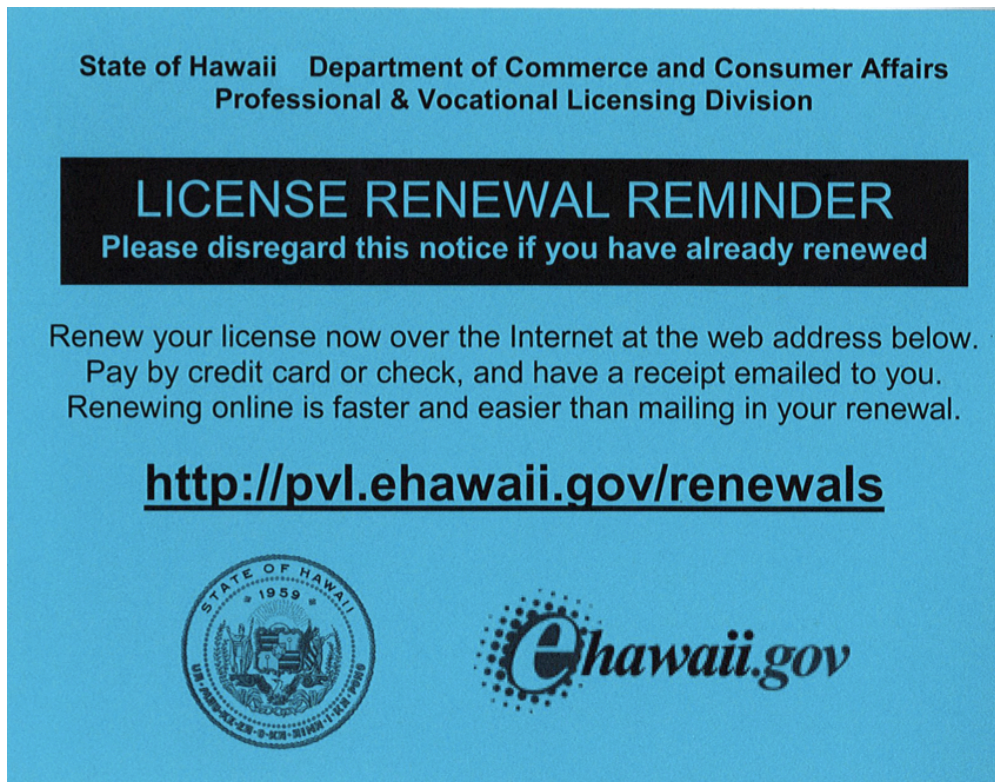 State of Hawaii Department of Commerce and Consumer Affairs
Professional & Vocational Licensing Division
LICENSE RENEWAL REMINDER
Please disregard this notice if you have already renewed
Renew your license now over the Internet at the web address below.
Pay by credit card or check, and have a receipt emailed to you.
Renewing online is faster and easier than mailing in your renewal.
http://pvl.ehawaii.gov/renewals
STATE OF HAWAII
1959
ehawaii.gov